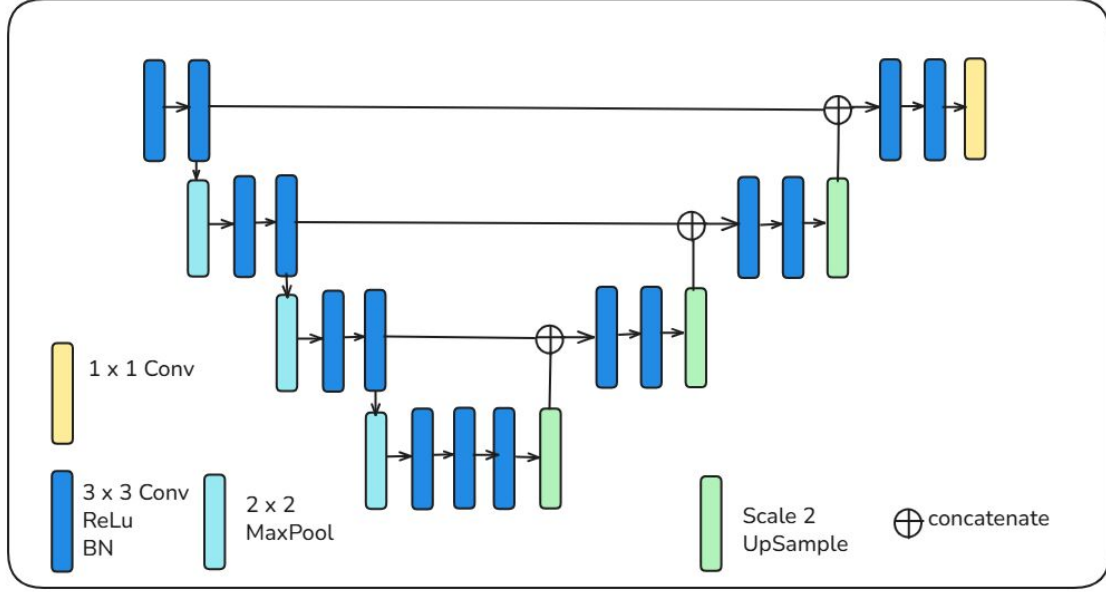 1 x 1 Conv
3 x 3 Conv
ReLu
BN
2 x 2
MaxPool
Scale 2
UpSample
concatenate